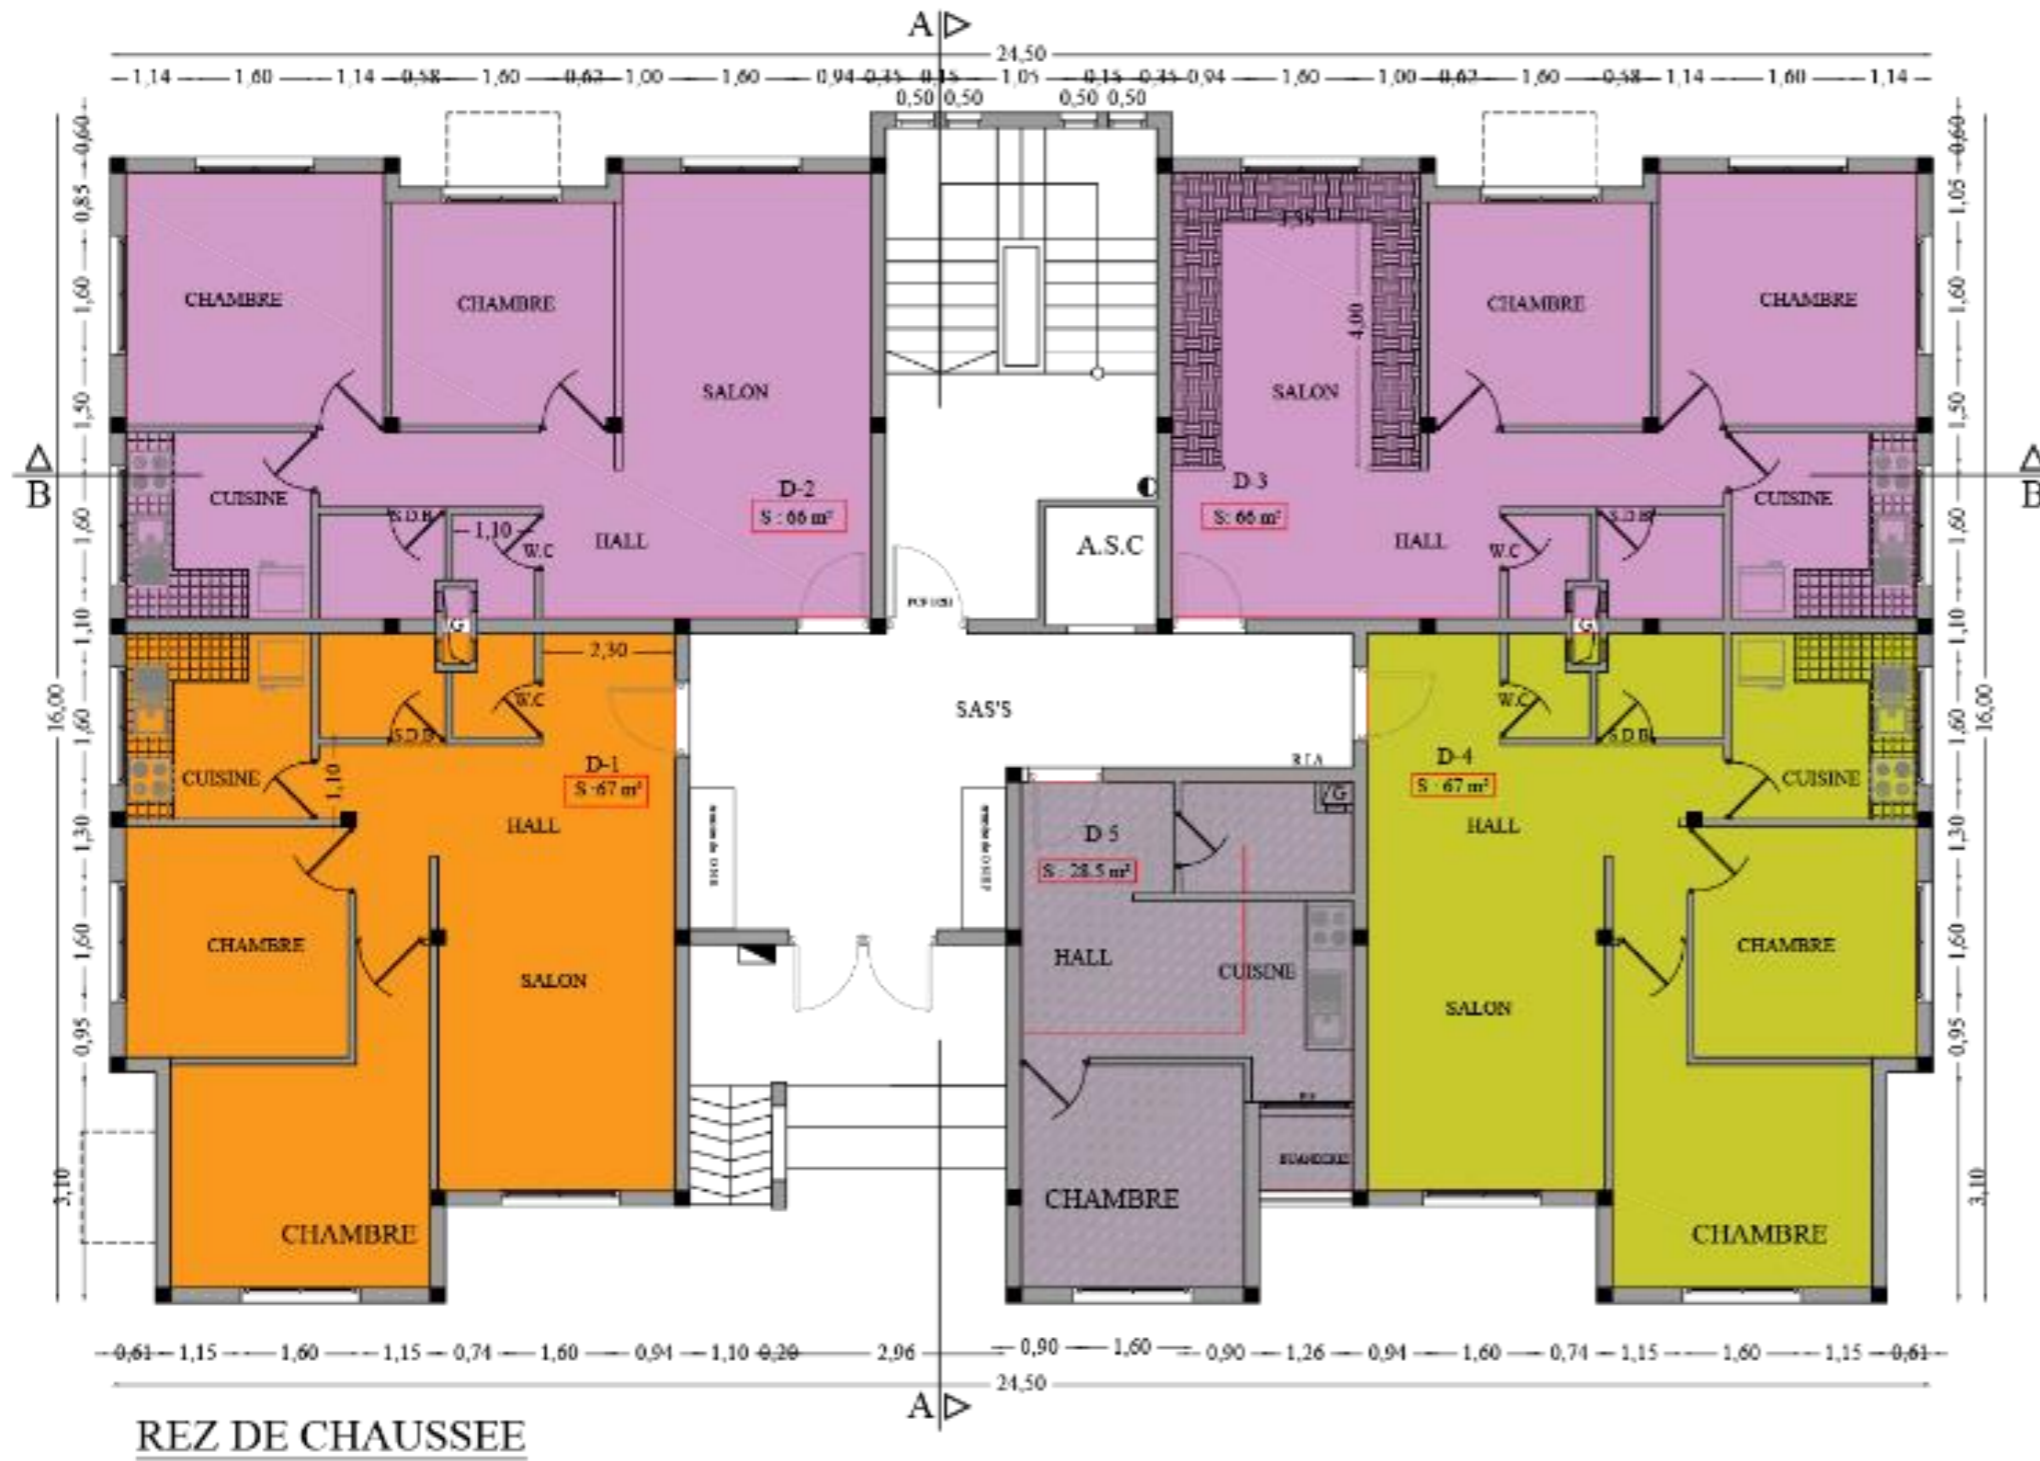 A
24,50
1,14 1,60 1,14 0,58 1,60 0,62 1,00 1,60 0,94 0,35 0,15 1,05 0,15 0,35 0,94 1,60 1,00 0,62 1,60 0,58 1,14 1,60 1,14
0,50 0,50 0,50 0,50
0,60
0,85
1,60
1,50
1,60
1,10
1,60
1,30
1,60
0,95
3,10
16,00
0,60
1,05
1,60
1,50
1,60
1,10
1,60
1,30
1,60
0,95
3,10
16,00
B
B
CHAMBRE
CHAMBRE
SALON
CUISINE
S.D.B
1,10
W.C
HALL
D-2
S : 66 m²
4,00
SALON
CHAMBRE
CHAMBRE
D-3
S: 66 m²
HALL
W.C
S.D.B
CUISINE
A.S.C
G
G
2,30
W.C
S.D.B
1,10
CUISINE
D-1
S :67 m²
HALL
CHAMBRE
SALON
CHAMBRE
SAS'S
R.I.A
D-5
S : 28.5 m²
G
HALL
CUISINE
CHAMBRE
W.C
S.D.B
D-4
S : 67 m²
HALL
CUISINE
CHAMBRE
SALON
CHAMBRE
0,61 1,15 1,60 1,15 0,74 1,60 0,94 1,10 0,20 2,96 0,90 1,60 0,90 1,26 0,94 1,60 0,74 1,15 1,60 1,15 0,61
24,50
A
REZ DE CHAUSSEE